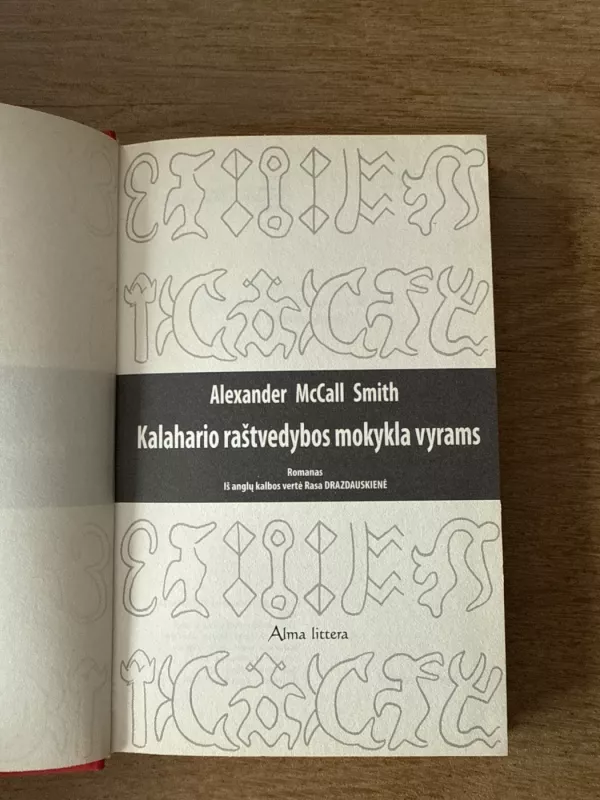 Alexander McCall Smith
Kalahario raštvedybos mokykla vyrams
Romanas
Iš anglų kalbos vertė Rasa DRAZDAUSKIENĖ
Alma littera